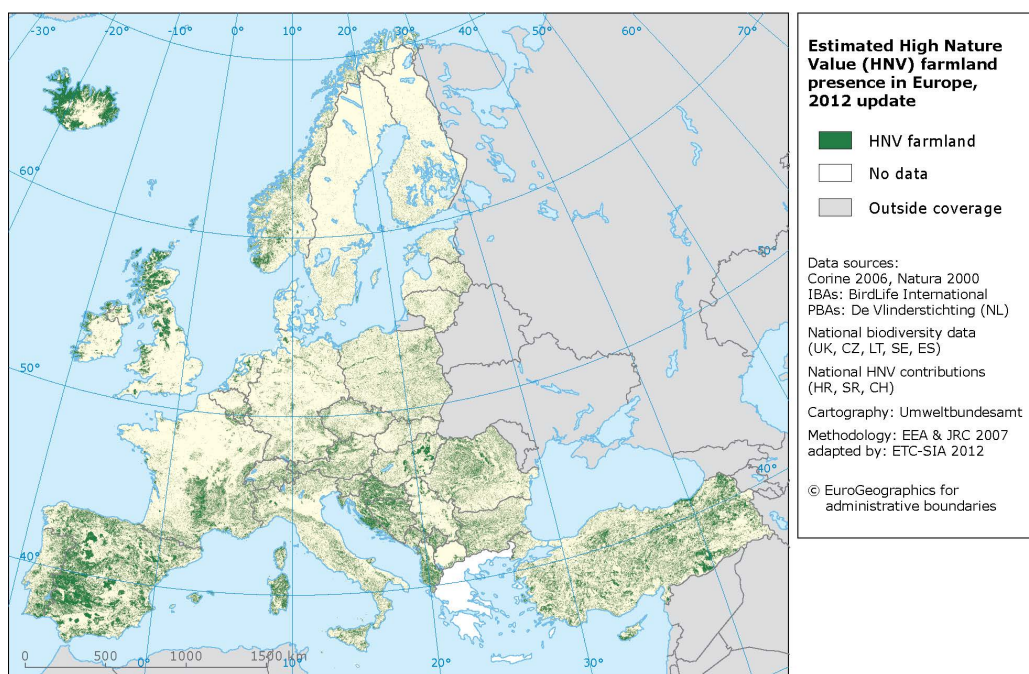 -30°
-20°
-10°
0°
10°
20°
30°
40°
50°
60°
70°
60°
50°
40°
50°
40°
0 500 1000 1500 km
0°
10°
20°
30°
Estimated High Nature
Value (HNV) farmland
presence in Europe,
2012 update
HNV farmland
No data
Outside coverage
Data sources:
Corine 2006, Natura 2000
IBAs: BirdLife International
PBAs: De Vlinderstichting (NL)
National biodiversity data
(UK, CZ, LT, SE, ES)
National HNV contributions
(HR, SR, CH)
Cartography: Umweltbundesamt
Methodology: EEA & JRC 2007
adapted by: ETC-SIA 2012
© EuroGeographics for
administrative boundaries